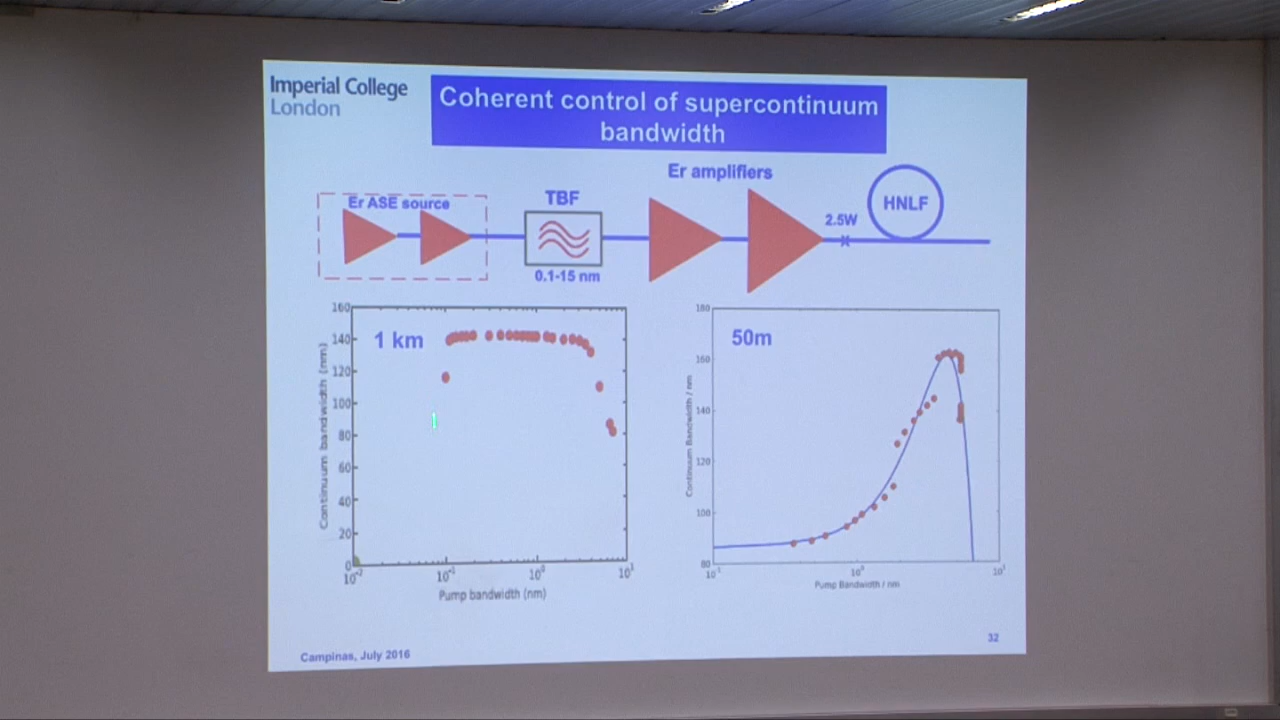 Imperial College
London
Coherent control of supercontinuum
bandwidth
Er amplifiers
Er ASE source
TBF
2.5W
HNLF
0.1-15 nm
1 km
Continuum bandwidth (nm)
160
140
120
100
80
60
40
20
0
10⁻²
10⁻¹
10⁰
10¹
Pump bandwidth (nm)
50m
Continuum Bandwidth / nm
180
160
140
120
100
80
10⁻¹
10⁰
10¹
Pump Bandwidth / nm
Campinas, July 2016
32